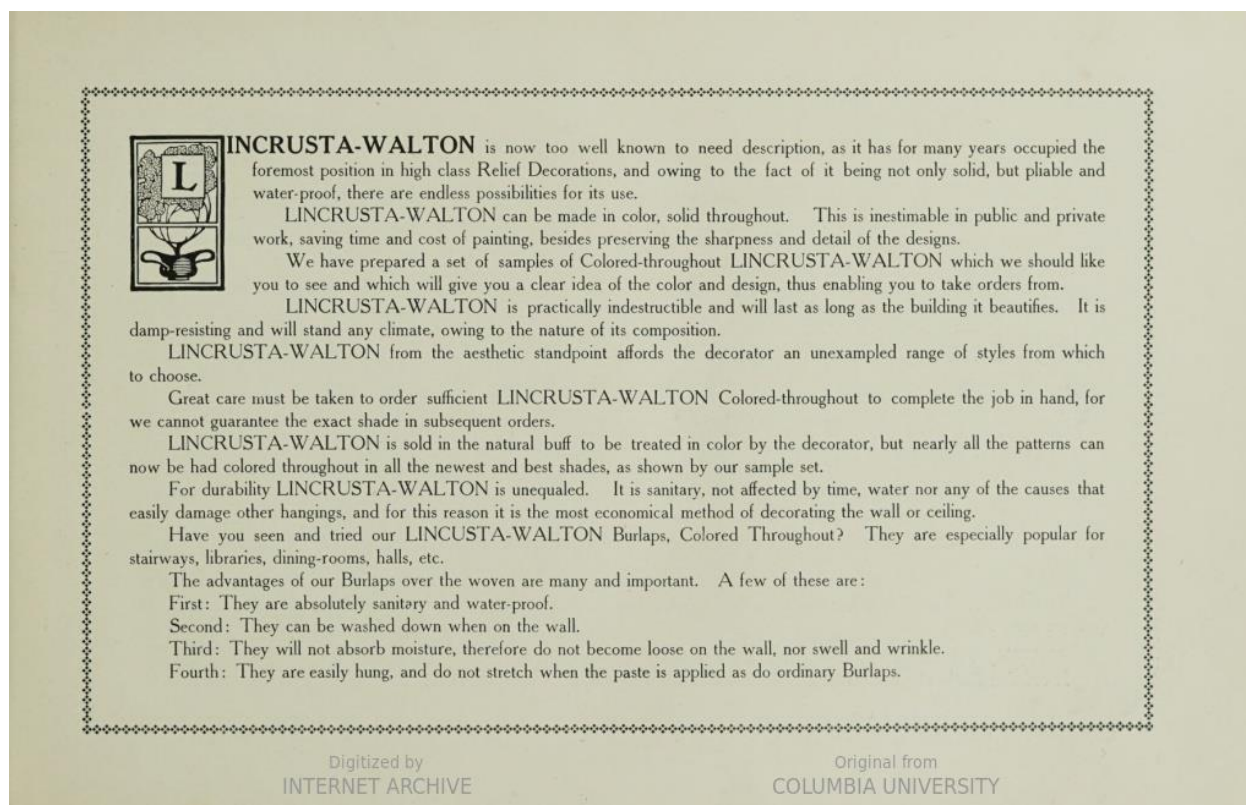 LINCRUSTA-WALTON is now too well known to need description, as it has for many years occupied the
foremost position in high class Relief Decorations, and owing to the fact of it being not only solid, but pliable and
water-proof, there are endless possibilities for its use.
LINCRUSTA-WALTON can be made in color, solid throughout. This is inestimable in public and private
work, saving time and cost of painting, besides preserving the sharpness and detail of the designs.
We have prepared a set of samples of Colored-throughout LINCRUSTA-WALTON which we should like
you to see and which will give you a clear idea of the color and design, thus enabling you to take orders from.
LINCRUSTA-WALTON is practically indestructible and will last as long as the building it beautifies. It is
damp-resisting and will stand any climate, owing to the nature of its composition.
LINCRUSTA-WALTON from the aesthetic standpoint affords the decorator an unexampled range of styles from which
to choose.
Great care must be taken to order sufficient LINCRUSTA-WALTON Colored-throughout to complete the job in hand, for
we cannot guarantee the exact shade in subsequent orders.
LINCRUSTA-WALTON is sold in the natural buff to be treated in color by the decorator, but nearly all the patterns can
now be had colored throughout in all the newest and best shades, as shown by our sample set.
For durability LINCRUSTA-WALTON is unequaled. It is sanitary, not affected by time, water nor any of the causes that
easily damage other hangings, and for this reason it is the most economical method of decorating the wall or ceiling.
Have you seen and tried our LINCUSTA-WALTON Burlaps, Colored Throughout? They are especially popular for
stairways, libraries, dining-rooms, halls, etc.
The advantages of our Burlaps over the woven are many and important. A few of these are:
First: They are absolutely sanitary and water-proof.
Second: They can be washed down when on the wall.
Third: They will not absorb moisture, therefore do not become loose on the wall, nor swell and wrinkle.
Fourth: They are easily hung, and do not stretch when the paste is applied as do ordinary Burlaps.
Digitized by
INTERNET ARCHIVE
Original from
COLUMBIA UNIVERSITY